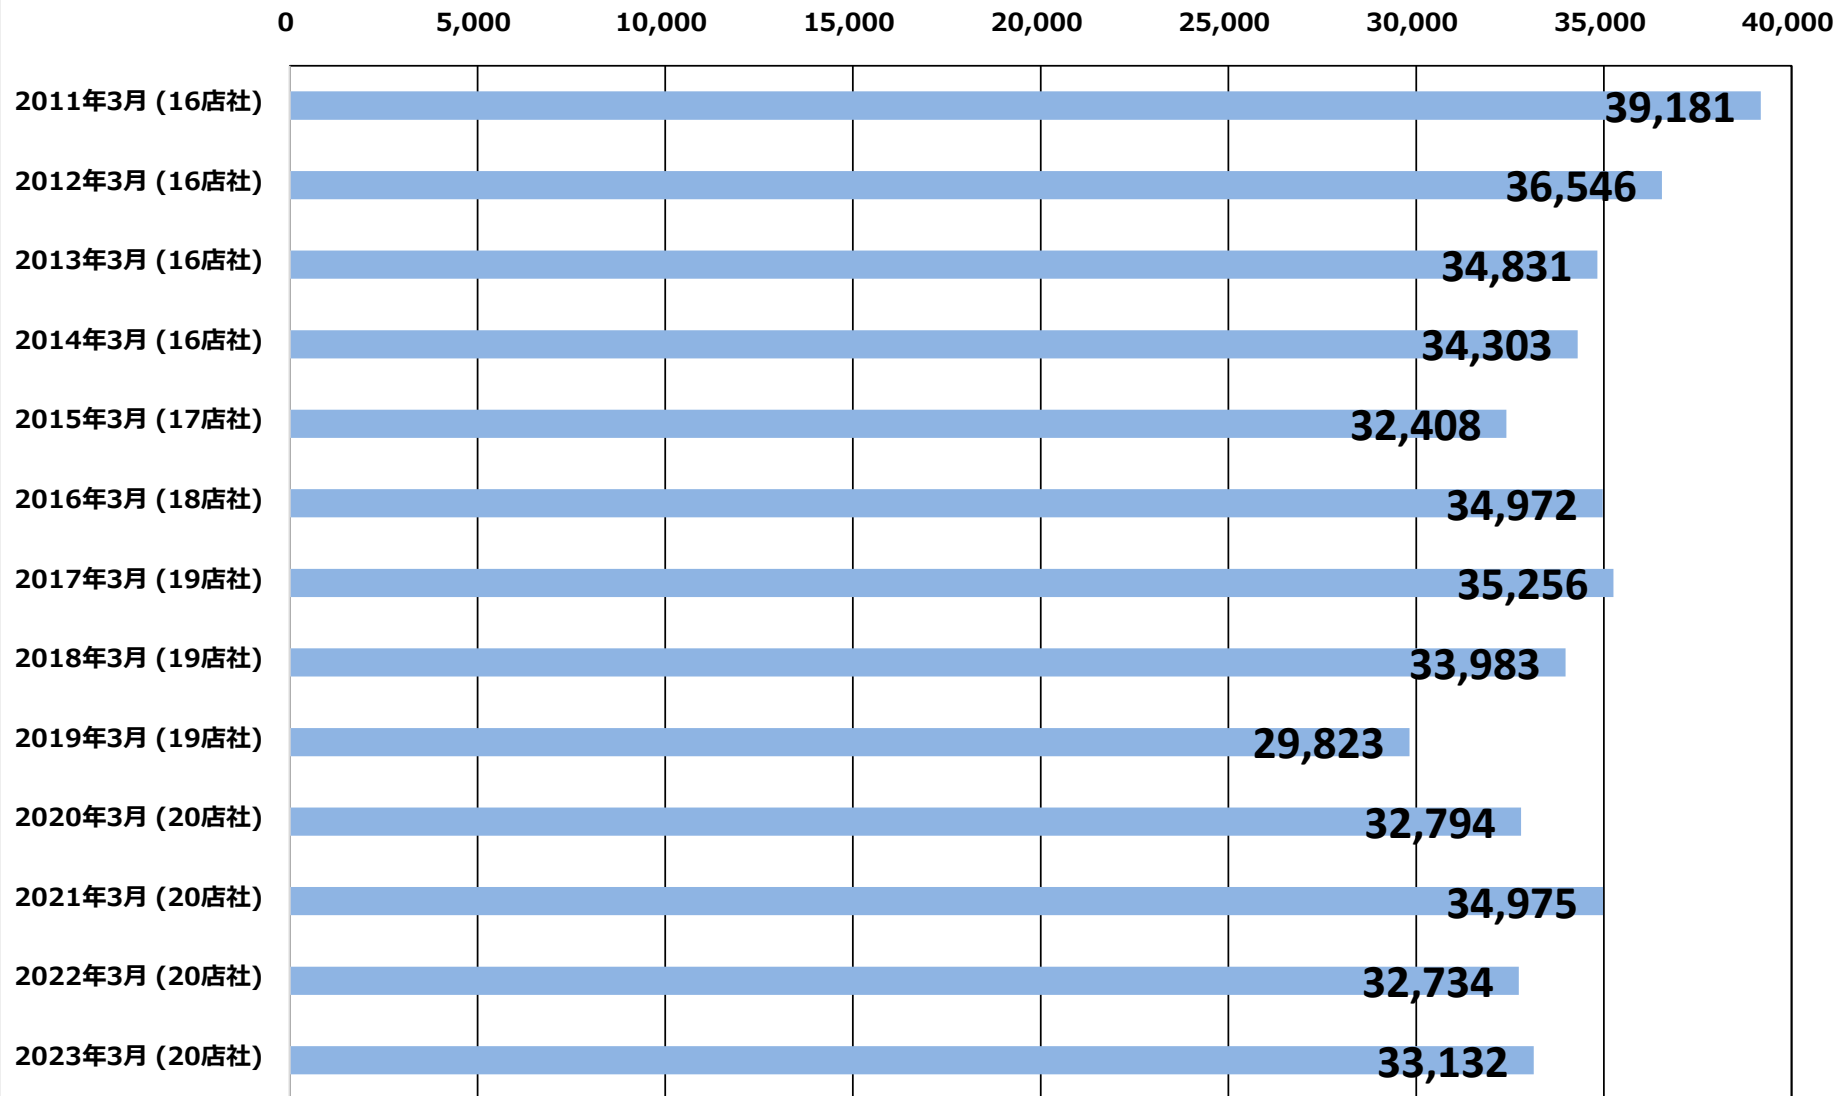 0 5,000 10,000 15,000 20,000 25,000 30,000 35,000 40,000
2011年3月 (16店社) 39,181
2012年3月 (16店社) 36,546
2013年3月 (16店社) 34,831
2014年3月 (16店社) 34,303
2015年3月 (17店社) 32,408
2016年3月 (18店社) 34,972
2017年3月 (19店社) 35,256
2018年3月 (19店社) 33,983
2019年3月 (19店社) 29,823
2020年3月 (20店社) 32,794
2021年3月 (20店社) 34,975
2022年3月 (20店社) 32,734
2023年3月 (20店社) 33,132